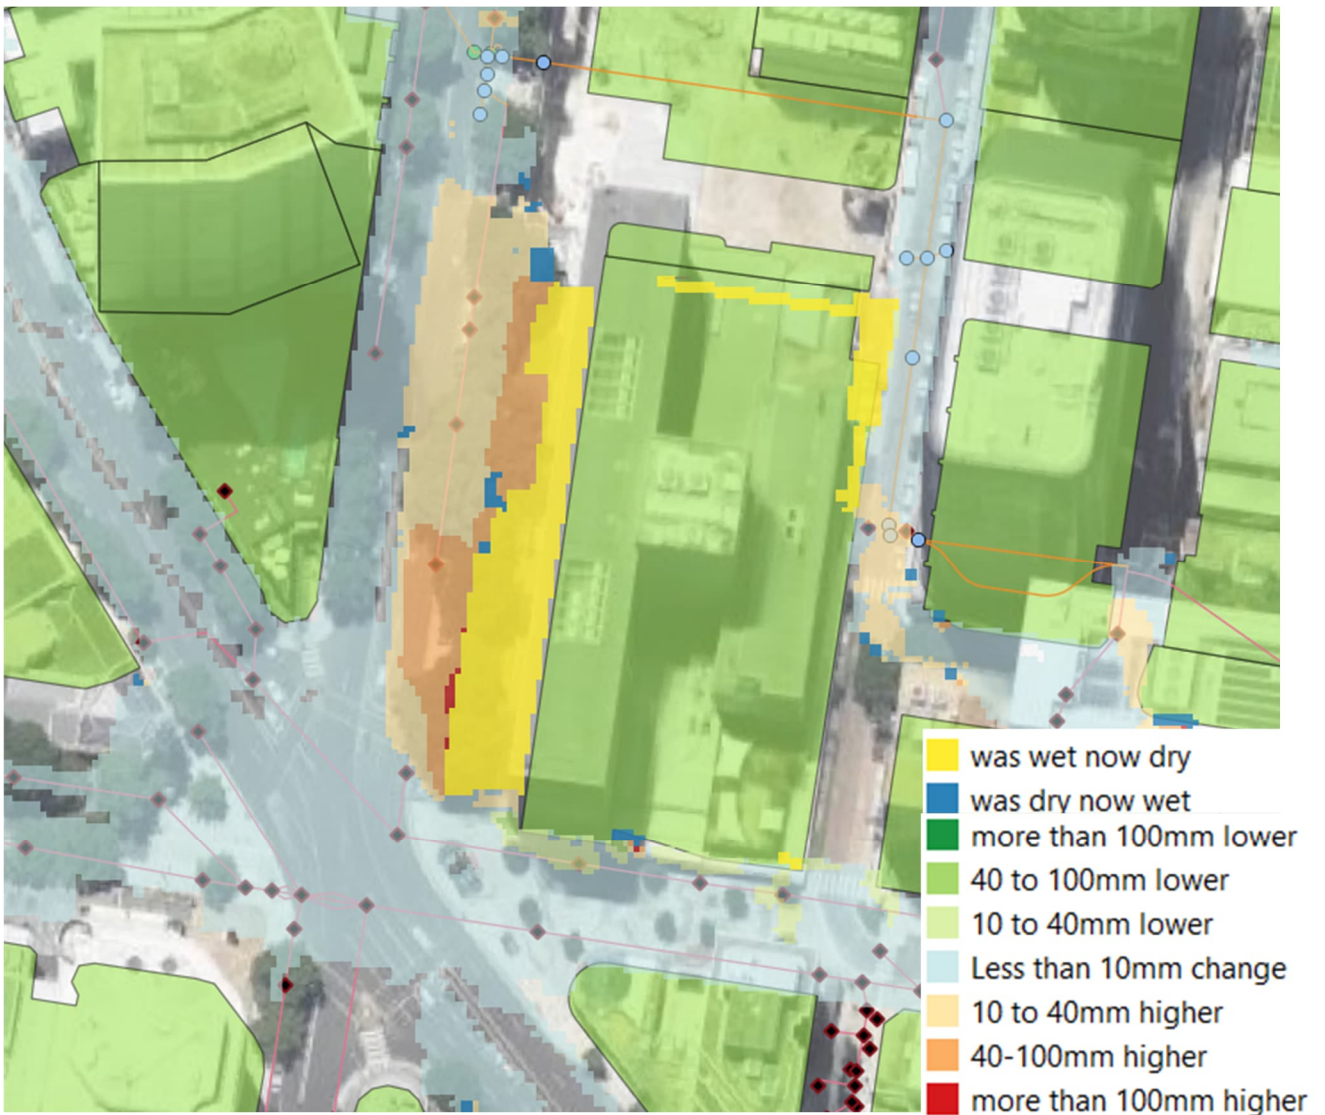 was wet now dry
was dry now wet
more than 100mm lower
40 to 100mm lower
10 to 40mm lower
Less than 10mm change
10 to 40mm higher
40-100mm higher
more than 100mm higher